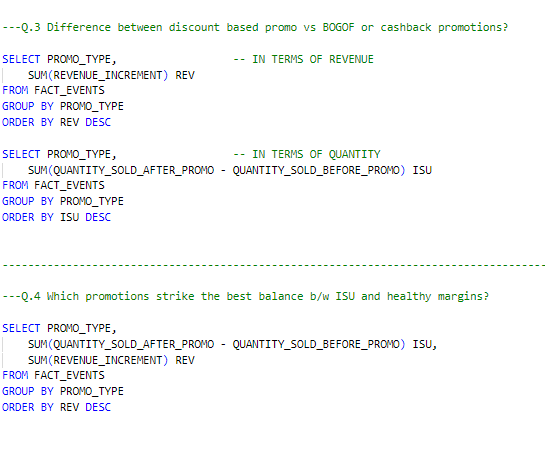 ---Q.3 Difference between discount based promo vs BOGOF or cashback promotions?
SELECT PROMO_TYPE, -- IN TERMS OF REVENUE
SUM(REVENUE_INCREMENT) REV
FROM FACT_EVENTS
GROUP BY PROMO_TYPE
ORDER BY REV DESC
SELECT PROMO_TYPE, -- IN TERMS OF QUANTITY
SUM(QUANTITY_SOLD_AFTER_PROMO - QUANTITY_SOLD_BEFORE_PROMO) ISU
FROM FACT_EVENTS
GROUP BY PROMO_TYPE
ORDER BY ISU DESC
-------------------------------------------------------------------------------------
---Q.4 Which promotions strike the best balance b/w ISU and healthy margins?
SELECT PROMO_TYPE,
SUM(QUANTITY_SOLD_AFTER_PROMO - QUANTITY_SOLD_BEFORE_PROMO) ISU,
SUM(REVENUE_INCREMENT) REV
FROM FACT_EVENTS
GROUP BY PROMO_TYPE
ORDER BY REV DESC